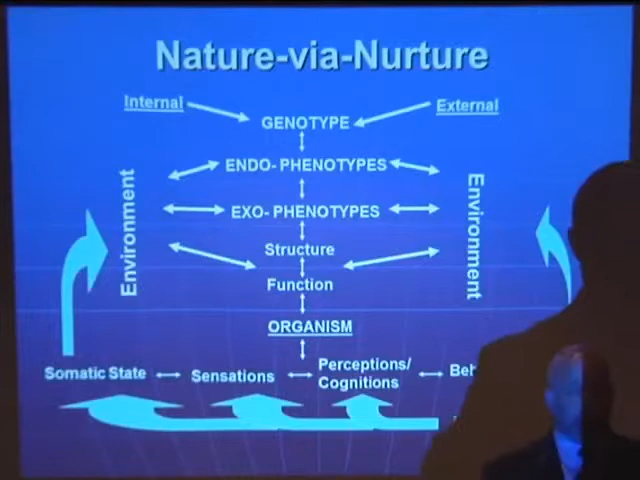 Nature-via-Nurture
Internal
External
GENOTYPE
ENDO- PHENOTYPES
Environment
Environment
EXO- PHENOTYPES
Structure
Function
ORGANISM
Somatic State
Sensations
Perceptions/
Cognitions